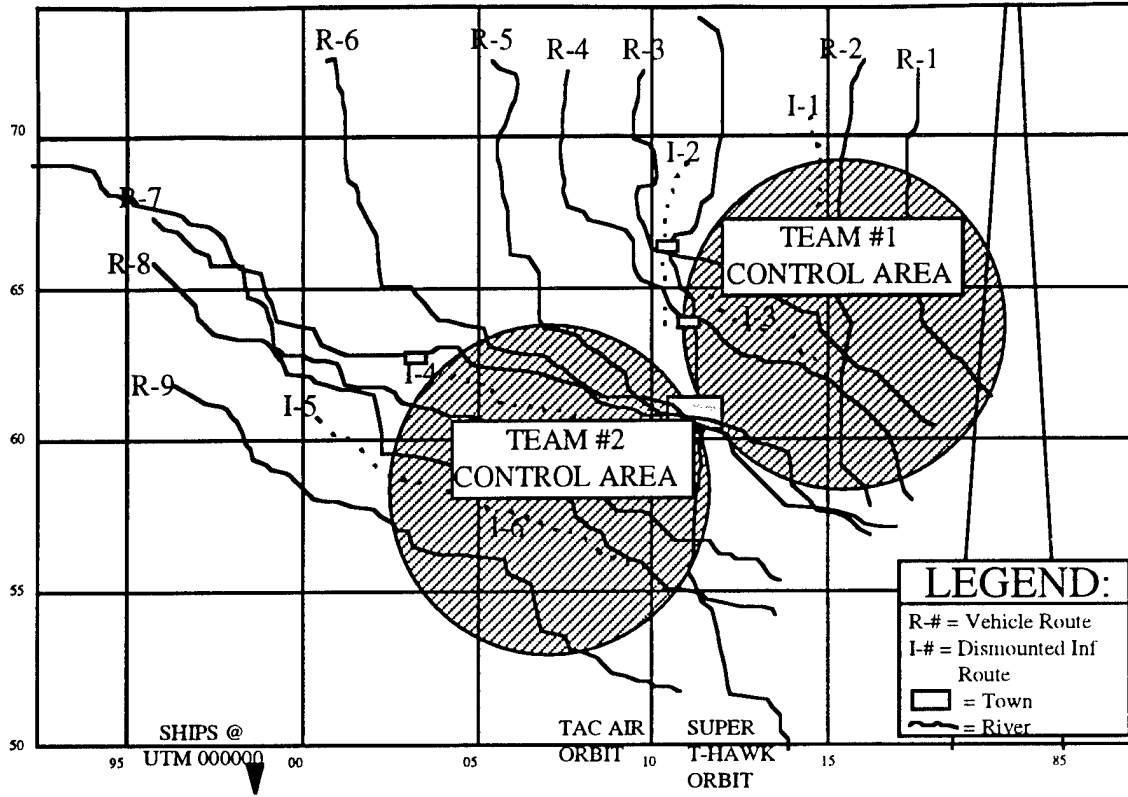 R-6
R-5
R-4
R-3
R-2
R-1
I-1
70
I-2
R-7
TEAM #1
CONTROL AREA
R-8
65
I-3
I-4
R-9
I-5
60
TEAM #2
CONTROL AREA
I-6
LEGEND:
55
R-# = Vehicle Route
I-# = Dismounted Inf
Route
= Town
= River
50
SHIPS @
UTM 000000
TAC AIR
ORBIT
SUPER
T-HAWK
ORBIT
95
00
05
10
15
85